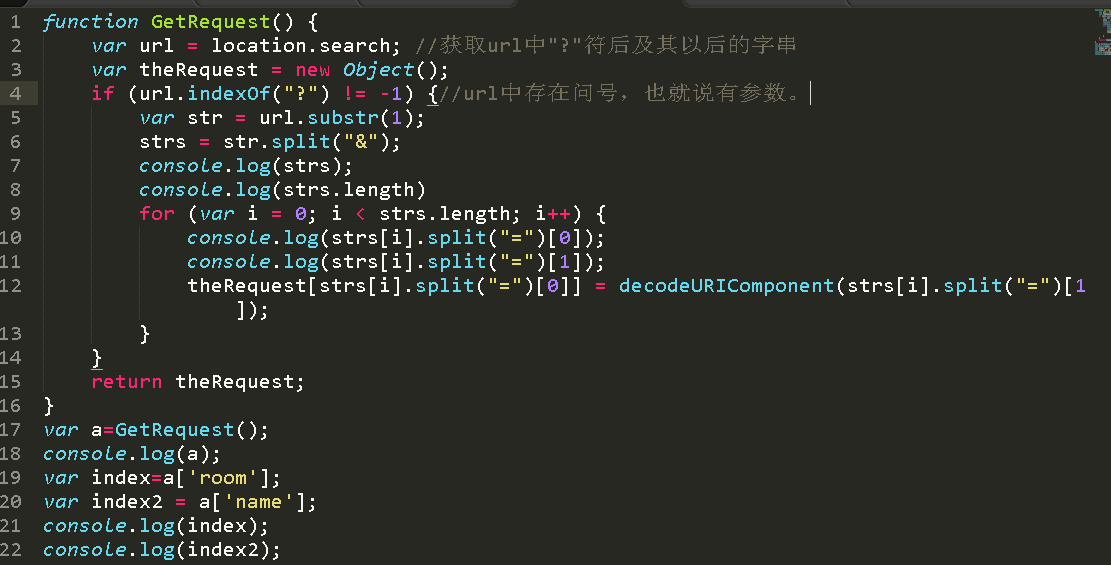 1 function GetRequest() {
2     var url = location.search; //获取url中"?"符后及其以后的字串
3     var theRequest = new Object();
4     if (url.indexOf("?") != -1) {//url中存在问号，也就说有参数。
5         var str = url.substr(1);
6         strs = str.split("&");
7         console.log(strs);
8         console.log(strs.length)
9         for (var i = 0; i < strs.length; i++) {
10             console.log(strs[i].split("=")[0]);
11             console.log(strs[i].split("=")[1]);
12             theRequest[strs[i].split("=")[0]] = decodeURIComponent(strs[i].split("=")[1
                ]);
13         }
14     }
15     return theRequest;
16 }
17 var a=GetRequest();
18 console.log(a);
19 var index=a['room'];
20 var index2 = a['name'];
21 console.log(index);
22 console.log(index2);